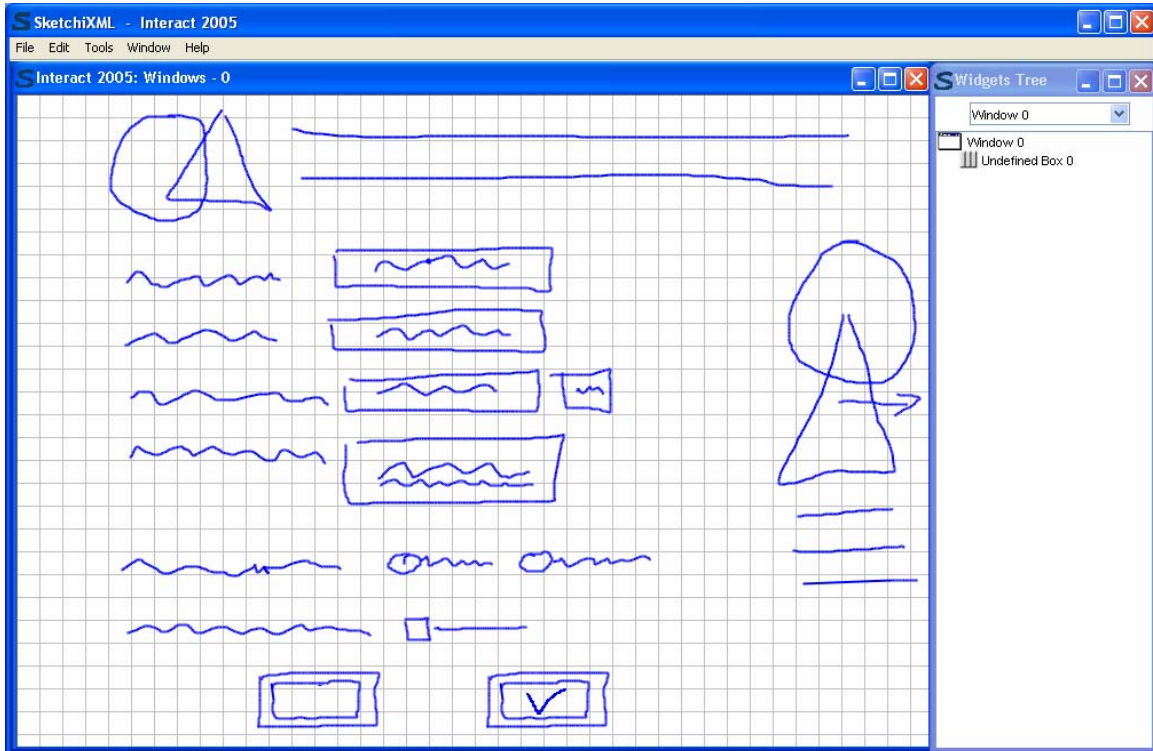 SketchiXML - Interact 2005
File Edit Tools Window Help
Interact 2005: Windows - 0
Widgets Tree
Window 0
Window 0
Undefined Box 0